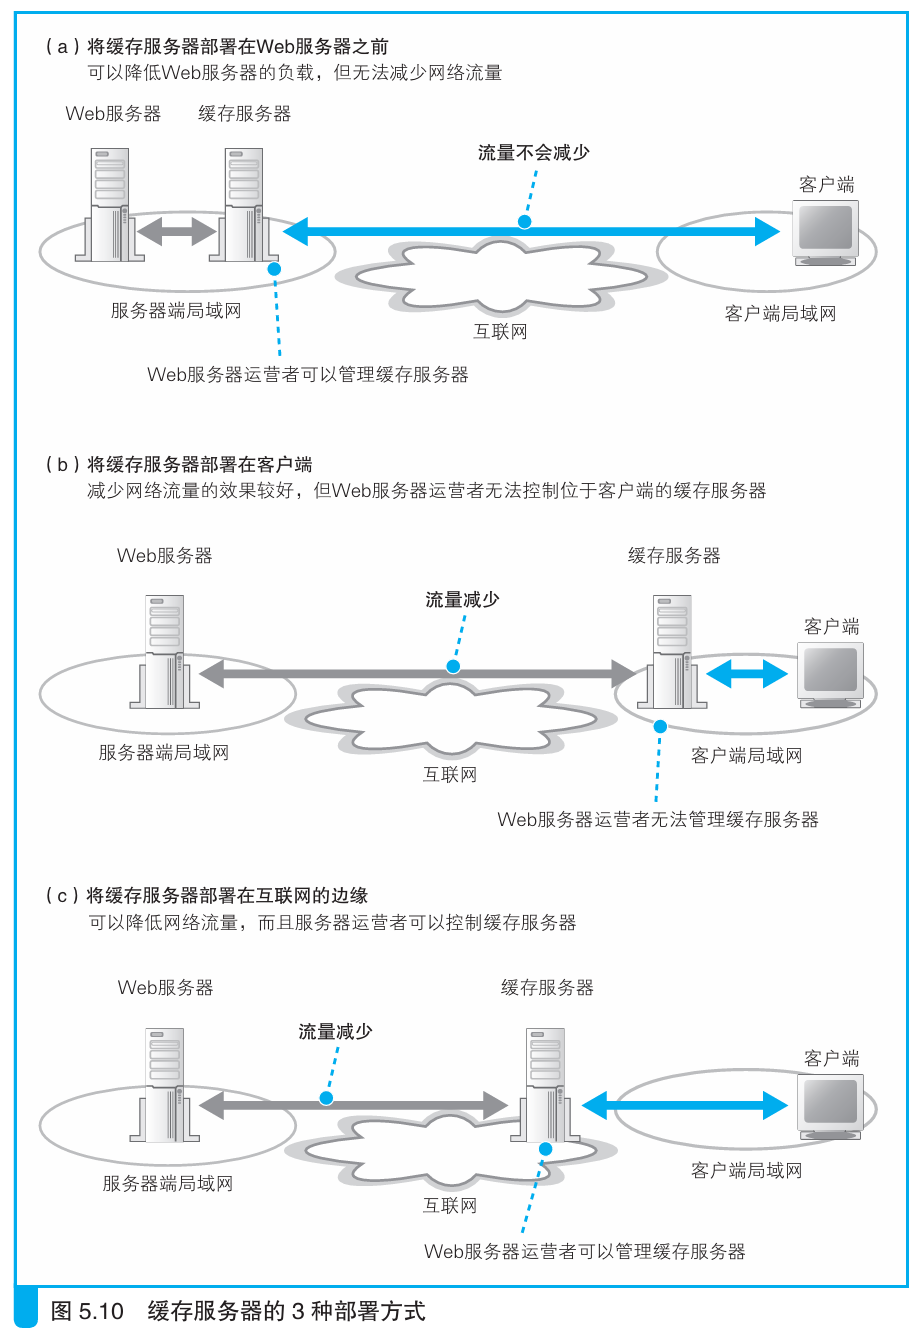 （a）将缓存服务器部署在Web服务器之前
可以降低Web服务器的负载，但无法减少网络流量
Web服务器
缓存服务器
流量不会减少
客户端
服务器端局域网
互联网
客户端局域网
Web服务器运营者可以管理缓存服务器
（b）将缓存服务器部署在客户端
减少网络流量的效果较好，但Web服务器运营者无法控制位于客户端的缓存服务器
Web服务器
缓存服务器
流量减少
客户端
服务器端局域网
互联网
客户端局域网
Web服务器运营者无法管理缓存服务器
（c）将缓存服务器部署在互联网的边缘
可以降低网络流量，而且服务器运营者可以控制缓存服务器
Web服务器
缓存服务器
流量减少
客户端
服务器端局域网
互联网
客户端局域网
Web服务器运营者可以管理缓存服务器
图 5.10 缓存服务器的 3 种部署方式